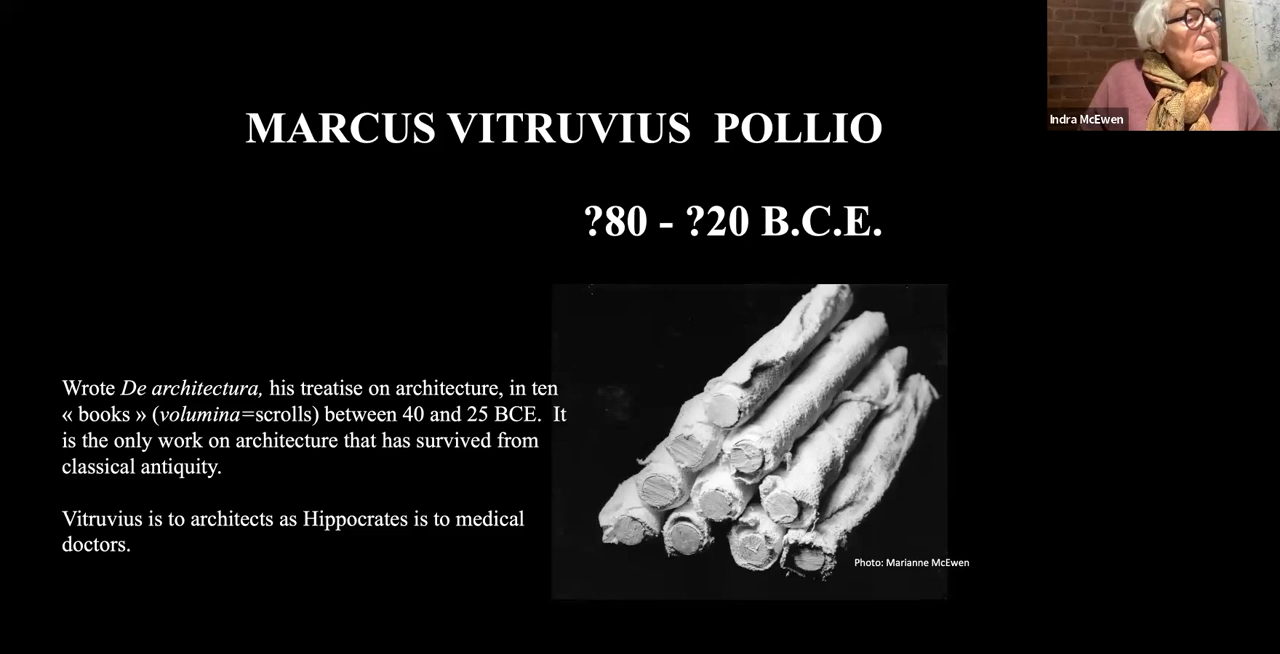 Indra McEwen
MARCUS VITRUVIUS POLLIO
?80 - ?20 B.C.E.
Wrote De architectura, his treatise on architecture, in ten
« books » (volumina=scrolls) between 40 and 25 BCE. It
is the only work on architecture that has survived from
classical antiquity.
Vitruvius is to architects as Hippocrates is to medical
doctors.
Photo: Marianne McEwen